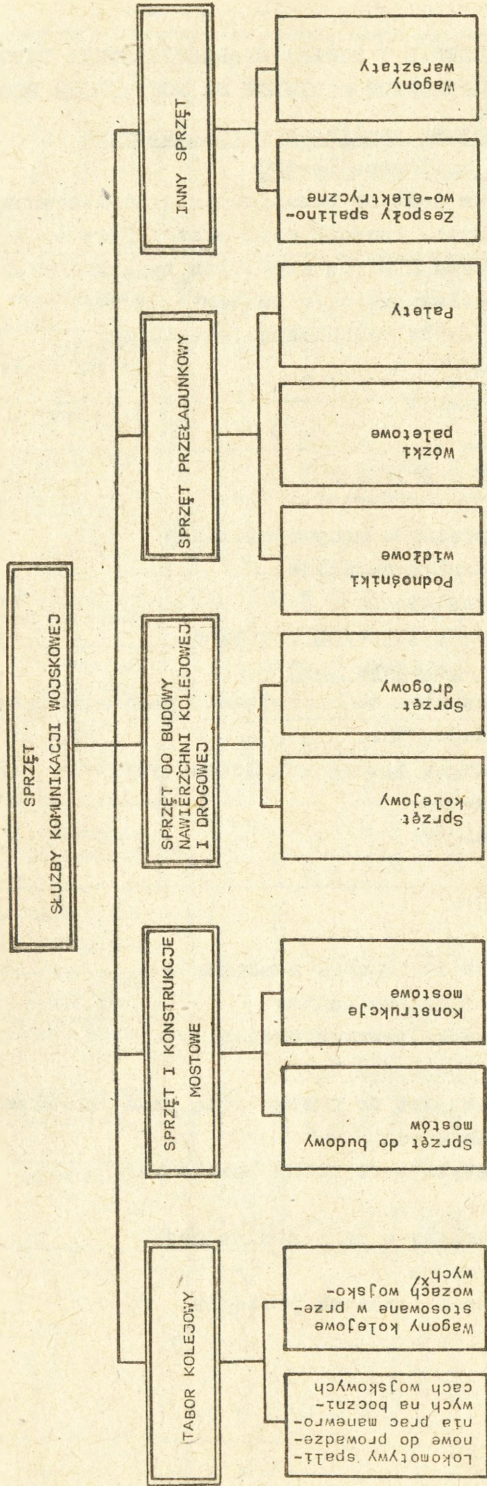 SPRZĘT
SŁUZBY KOMUNIKACJI WOJSKOWEJ
TABOR KOLEJOWY
SPRZĘT I KONSTRUKCJE
MOSTOWE
SPRZĘT DO BUDOWY
NAWIERZCHNI KOLEJOWEJ
I DROGOWEJ
SPRZĘT PRZEŁADUNKOWY
INNY SPRZĘT
Lokomotywy spali-
nowe do prowadze-
nia prac manewro-
wych na boczni-
cach wojskowych
Wagony kolejowe
stosowane w prze-
wozach wojsko-
wych x/
Sprzęt do budowy
mostów
Konstrukcje
mostowe
Sprzęt
kolejowy
Sprzęt
drogowy
Podnośniki
widłowe
Wózki
paletowe
Palety
Zespoły spalino-
wo-elektryczne
Wagony
warsztaty